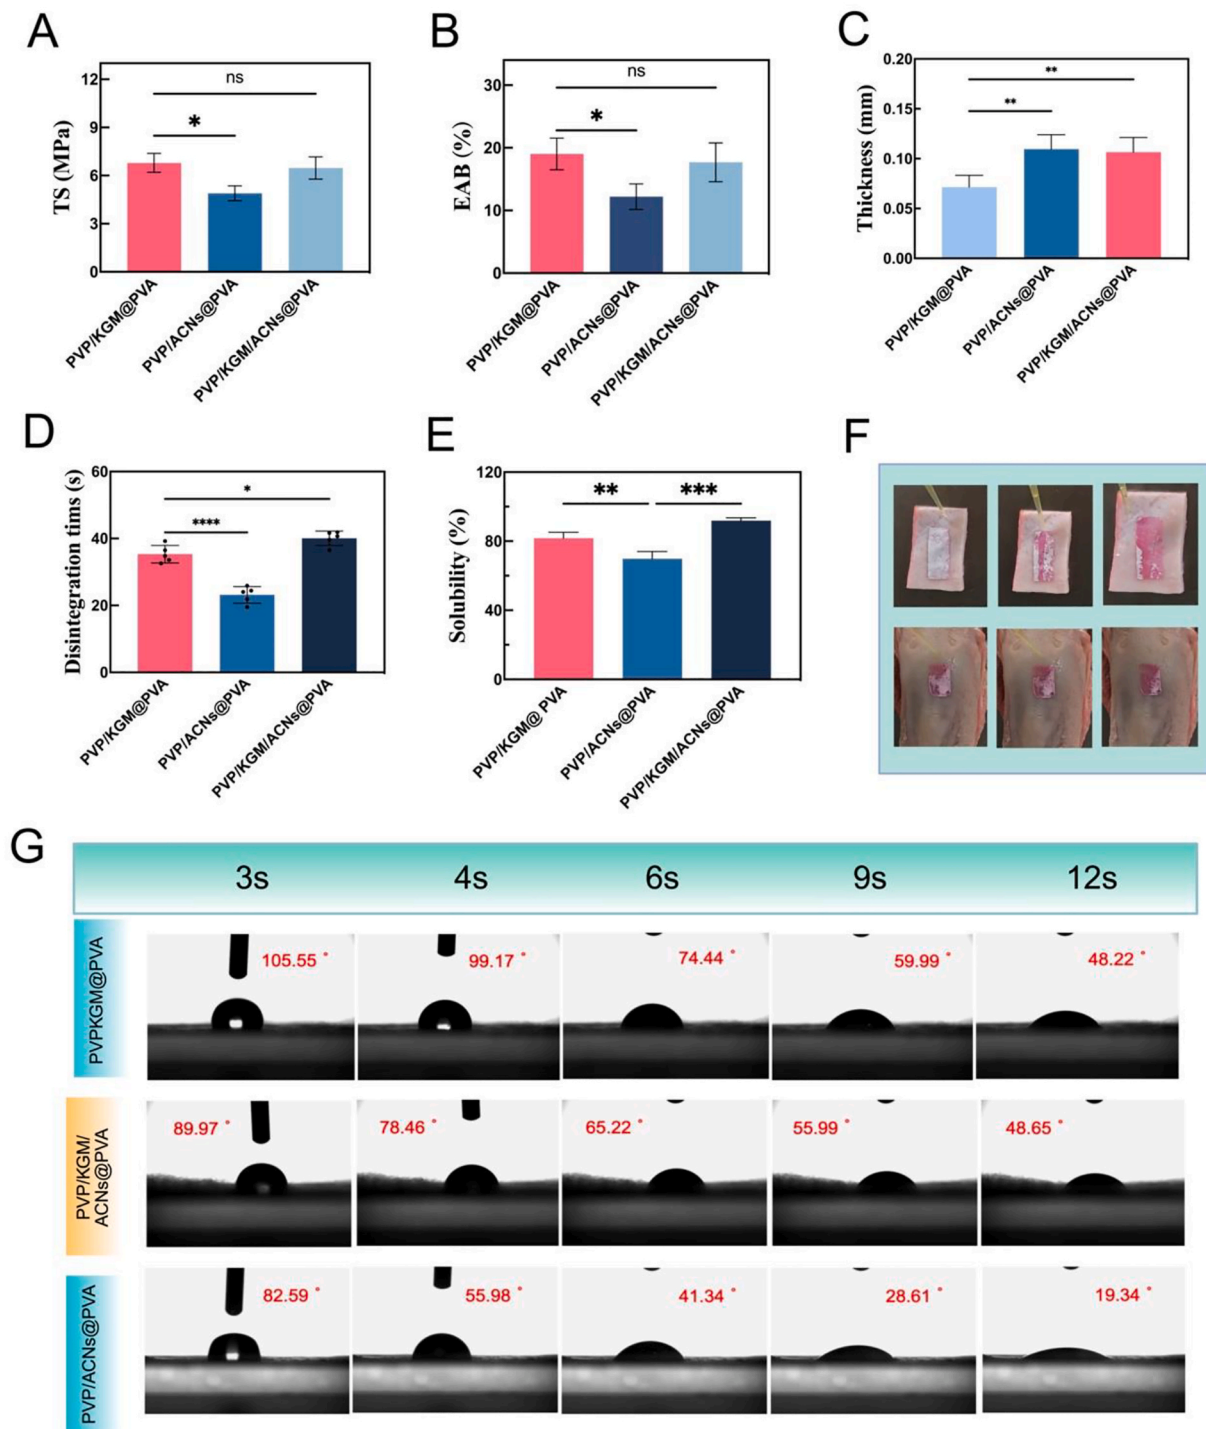 A
TS (MPa)
12
9
6
3
0
ns
*
PVP/KGM@PVA
PVP/ACNs@PVA
PVP/KGM/ACNs@PVA
B
EAB (%)
30
20
10
0
ns
*
PVP/KGM@PVA
PVP/ACNs@PVA
PVP/KGM/ACNs@PVA
C
Thickness (mm)
0.20
0.15
0.10
0.05
0.00
**
**
PVP/KGM@PVA
PVP/ACNs@PVA
PVP/KGM/ACNs@PVA
D
Disintegration tims (s)
60
40
20
0
*
****
PVP/KGM@PVA
PVP/ACNs@PVA
PVP/KGM/ACNs@PVA
E
Solubility (%)
120
80
40
0
** ***
PVP/KGM@ PVA
PVP/ACNs@PVA
PVP/KGM/ACNs@PVA
F
G
3s 4s 6s 9s 12s
PVPKGM@PVA
105.55 ° 99.17 ° 74.44 ° 59.99 ° 48.22 °
PVP/KGM/
ACNs@PVA
89.97 ° 78.46 ° 65.22 ° 55.99 ° 48.65 °
PVP/ACNs@PVA
82.59 ° 55.98 ° 41.34 ° 28.61 ° 19.34 °